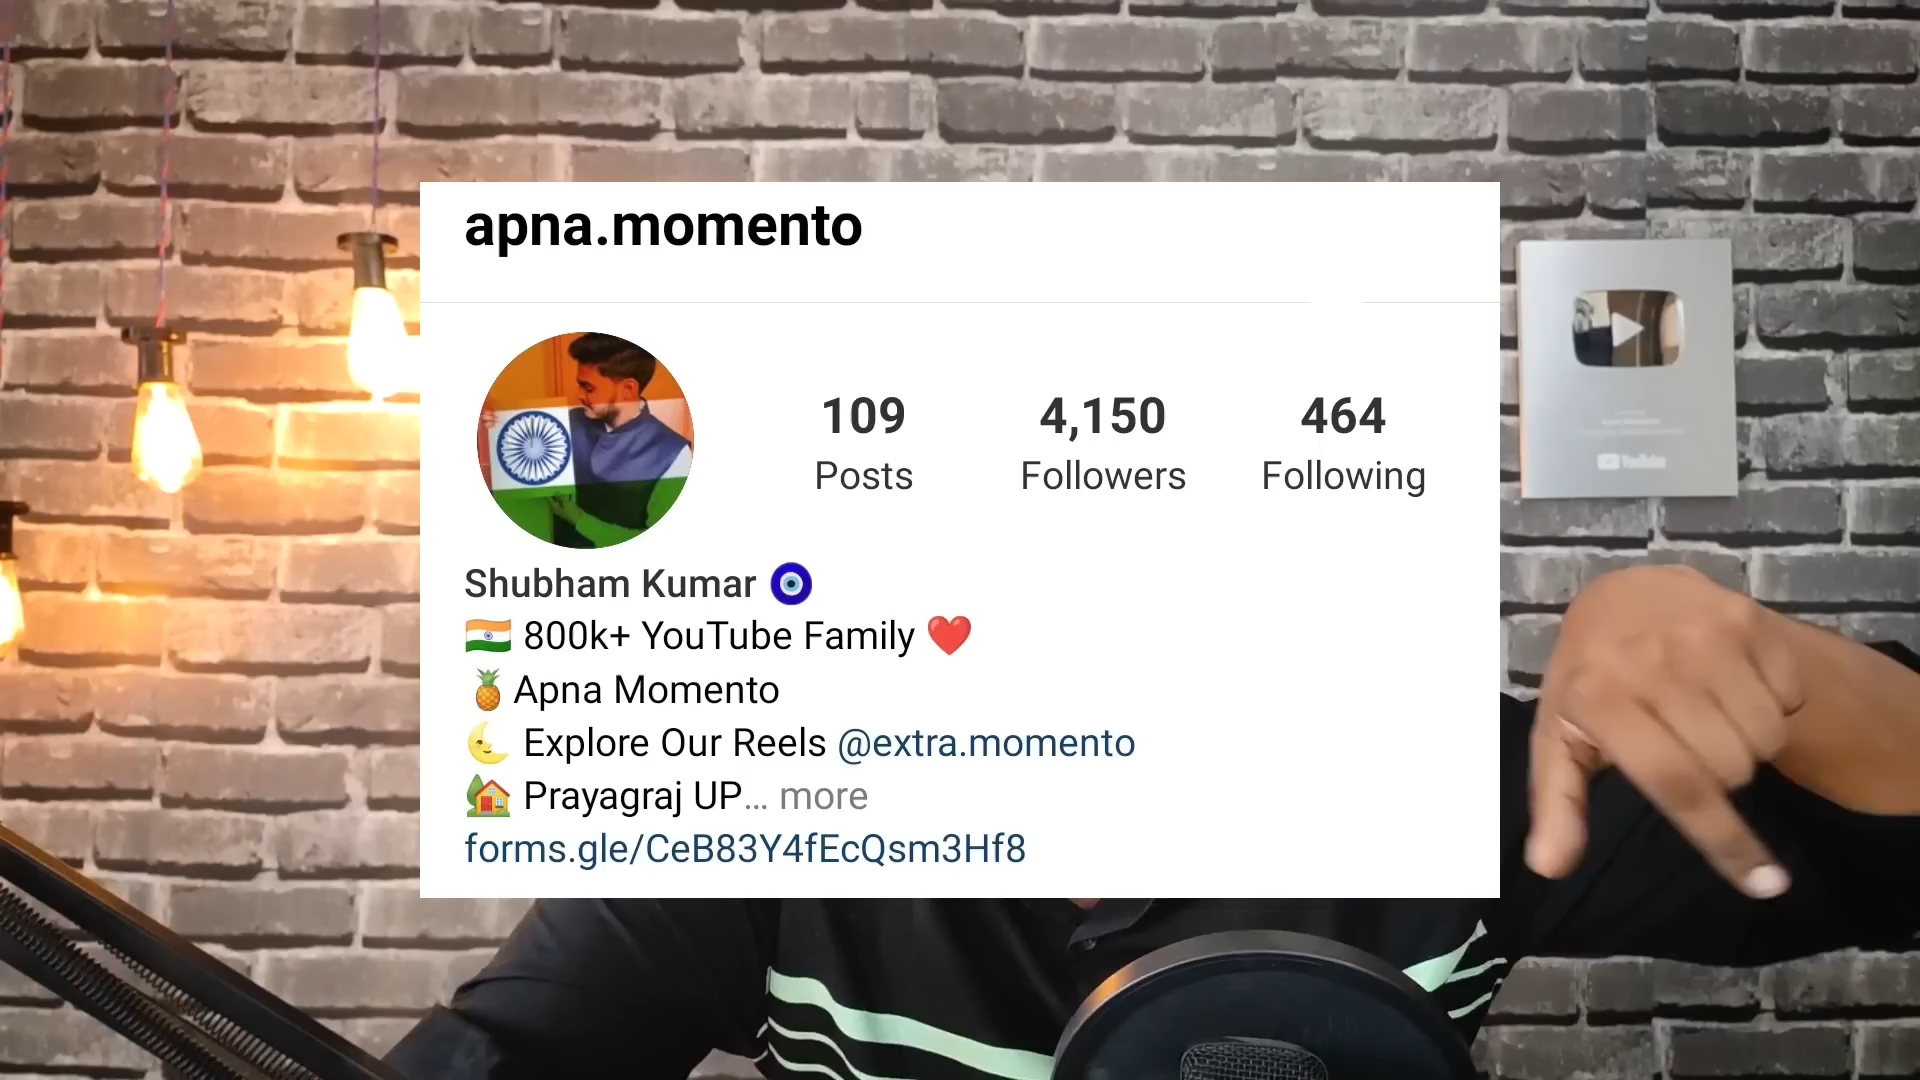 apna.momento
109 4,150 464
Posts Followers Following
Shubham Kumar 🧿
🇮🇳 800k+ YouTube Family ❤️
🍍Apna Momento
🌜 Explore Our Reels @extra.momento
🏡 Prayagraj UP... more
forms.gle/CeB83Y4fEcQsm3Hf8
YouTube